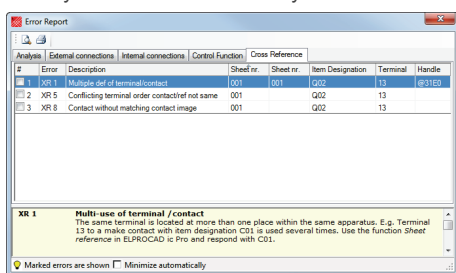 Error Report
Analysis External connections Internal connections Control Function Cross Reference
# Error Description Sheet nr. Sheet nr. Item Designation Terminal Handle
1 XR 1 Multiple def of terminal/contact 001 001 Q02 13 @31E0
2 XR 5 Conflicting terminal order contact/ref not same 001 Q02 13
3 XR 8 Contact without matching contact image 001 Q02 13
XR 1 Multi-use of terminal /contact
The same terminal is located at more than one place within the same apparatus. E.g. Terminal
13 to a make contact with item designation C01 is used several times. Use the function Sheet
reference in ELPROCAD ic Pro and respond with C01.
Marked errors are shown Minimize automatically